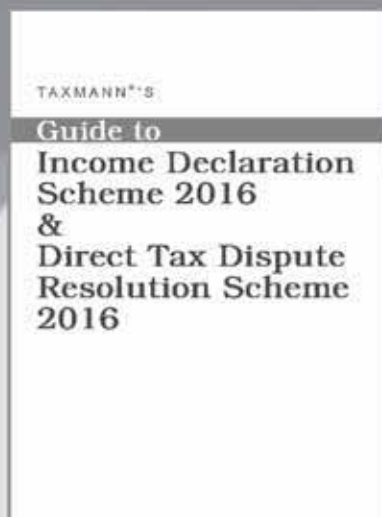 TAXMANN®'S
Guide to
Income Declaration
Scheme 2016
&
Direct Tax Dispute
Resolution Scheme
2016